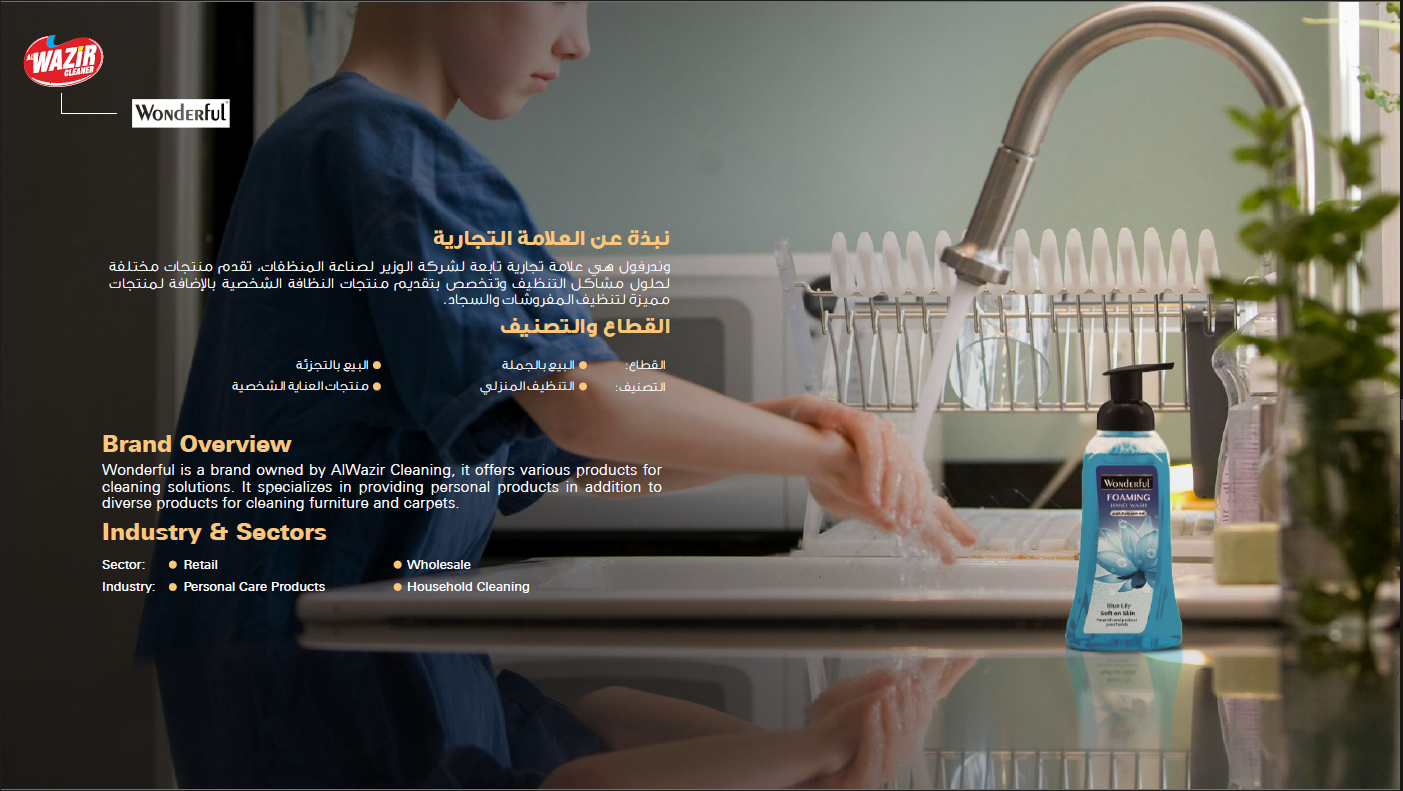 AL WAZIR
CLEANER
WONDERFUL
نبذة عن العلامة التجارية
وندرفول هي علامة تجارية تابعة لشركة الوزير لصناعة المنظفات، تقدم منتجات مختلفة
لحلول مشاكل التنظيف وتتخصص بتقديم منتجات النظافة الشخصية بالإضافة لمنتجات
مميزة لتنظيف المفروشات والسجاد.
القطاع والتصنيف
القطاع: ● البيع بالجملة ● البيع بالتجزئة
التصنيف: ● التنظيف المنزلي ● منتجات العناية الشخصية
Brand Overview
Wonderful is a brand owned by AlWazir Cleaning, it offers various products for
cleaning solutions. It specializes in providing personal products in addition to
diverse products for cleaning furniture and carpets.
Industry & Sectors
Sector: ● Retail ● Wholesale
Industry: ● Personal Care Products ● Household Cleaning
WONDERFUL
FOAMING
HAND WASH
Blue Lily
Soft on Skin
Nourish and protect
your hands